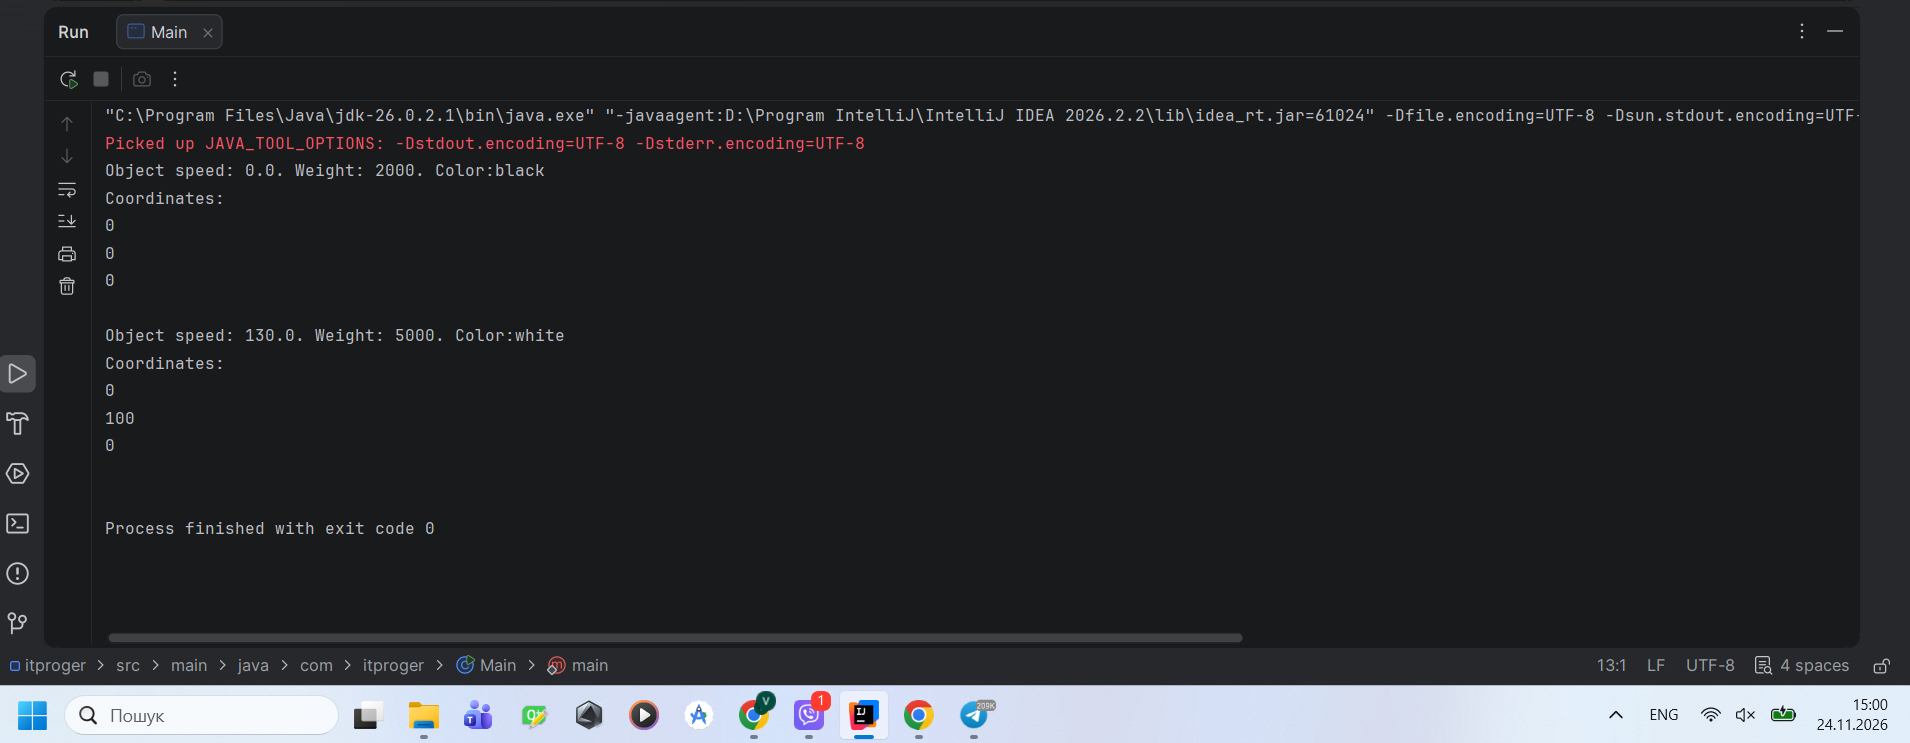 Run
Main
"C:\Program Files\Java\jdk-26.0.2.1\bin\java.exe" "-javaagent:D:\Program IntelliJ\IntelliJ IDEA 2026.2.2\lib\idea_rt.jar=61024" -Dfile.encoding=UTF-8 -Dsun.stdout.encoding=UTF-
Picked up JAVA_TOOL_OPTIONS: -Dstdout.encoding=UTF-8 -Dstderr.encoding=UTF-8
Object speed: 0.0. Weight: 2000. Color:black
Coordinates:
0
0
0
Object speed: 130.0. Weight: 5000. Color:white
Coordinates:
0
100
0
Process finished with exit code 0
itproger > src > main > java > com > itproger > Main > main
13:1 LF UTF-8 4 spaces
Пошук
V
1
209K
ENG
15:00
24.11.2026